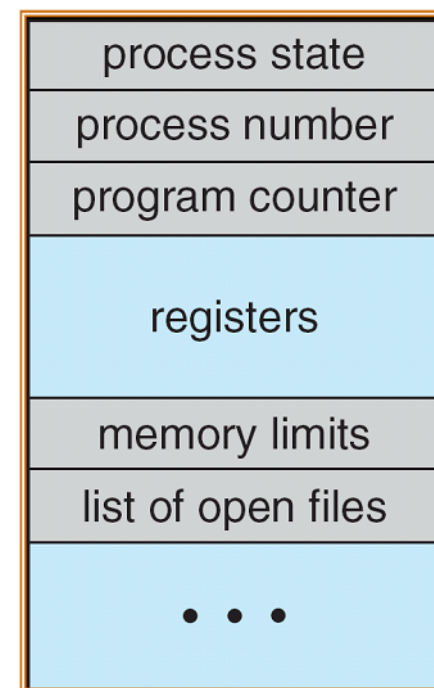 process state
process number
program counter
registers
memory limits
list of open files
• • •